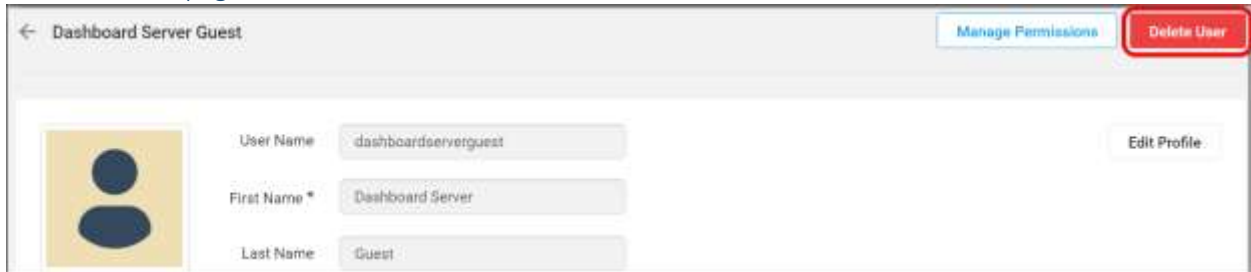 Dashboard Server Guest
Manage Permissions
Delete User
User Name
dashboardserverguest
Edit Profile
First Name *
Dashboard Server
Last Name
Guest